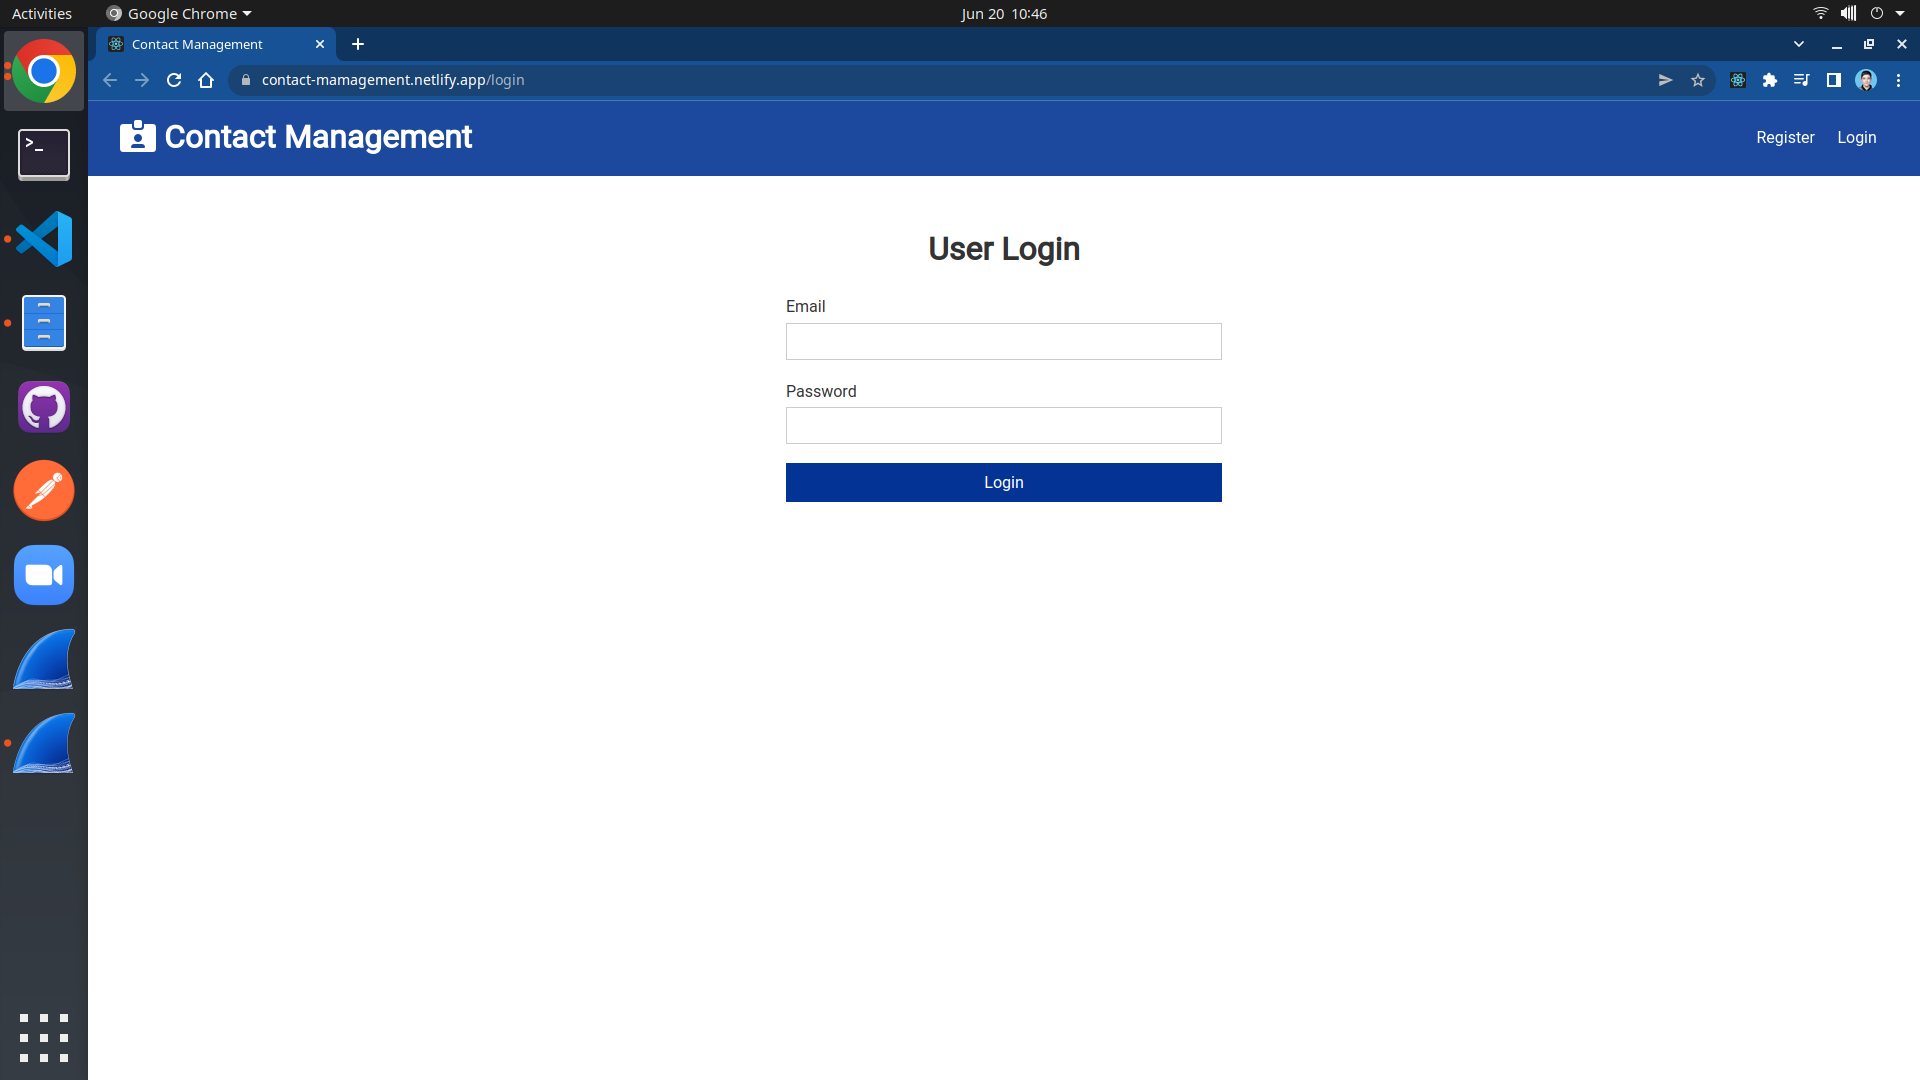 Activities
Google Chrome
Jun 20 10:46
Contact Management
contact-mamagement.netlify.app/login
Contact Management
Register
Login
User Login
Email
Password
Login